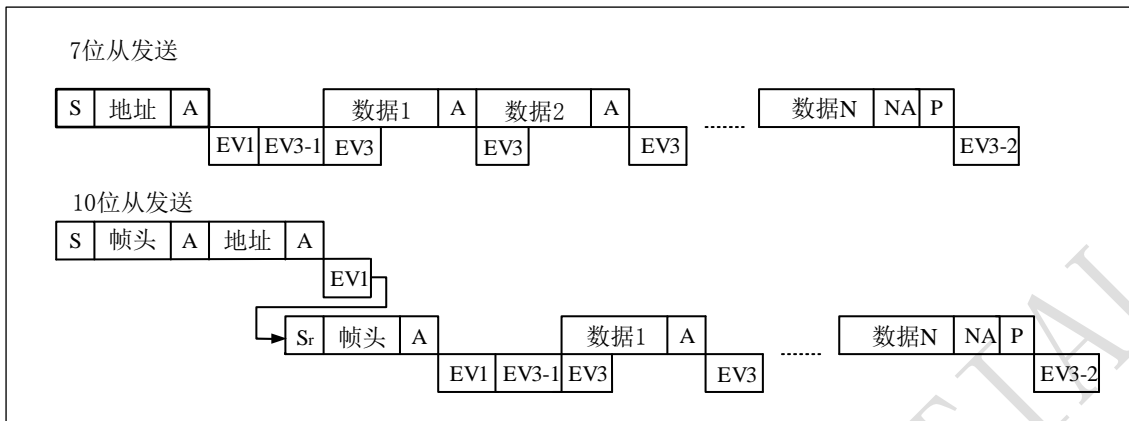 7位从发送
S 地址 A 数据1 A 数据2 A 数据N NA P
EV1 EV3-1 EV3 EV3 EV3 EV3-2
10位从发送
S 帧头 A 地址 A
EV1
Sr 帧头 A 数据1 A 数据N NA P
EV1 EV3-1 EV3 EV3 EV3-2